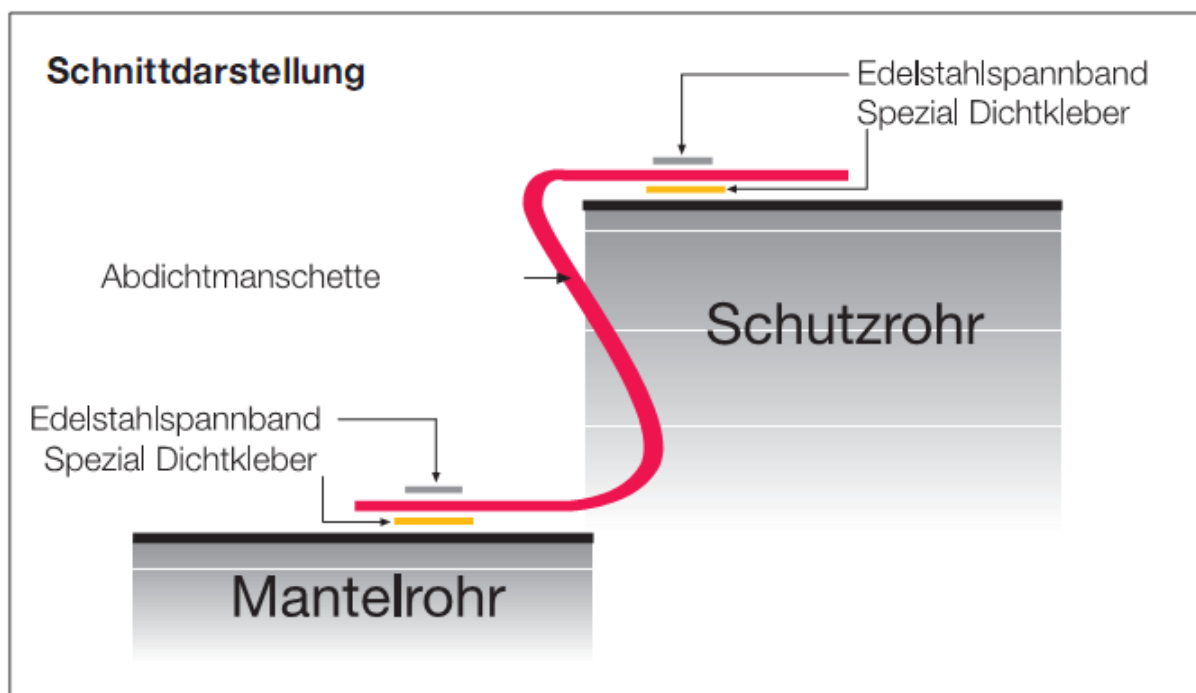 Schnittdarstellung
Edelstahlspannband
Spezial Dichtkleber
Abdichtmanschette
Schutzrohr
Edelstahlspannband
Spezial Dichtkleber
Mantelrohr